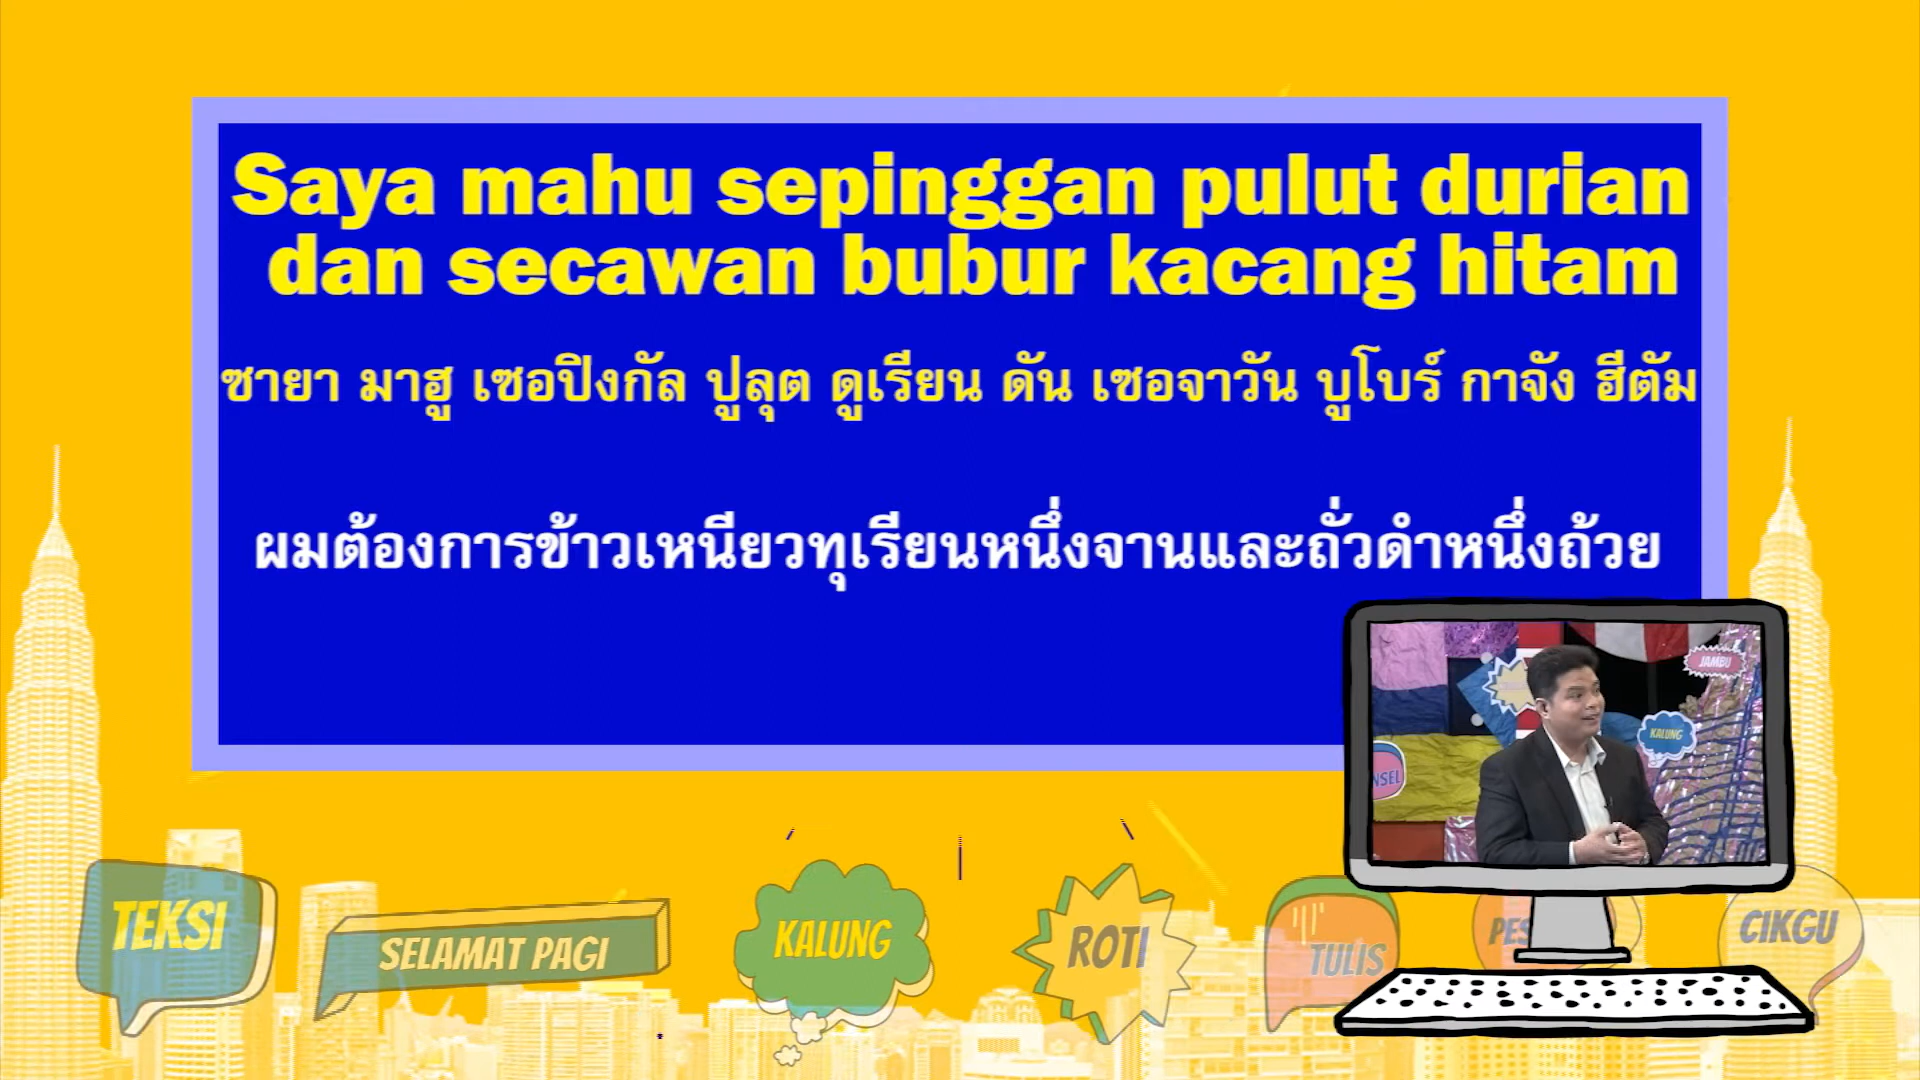 Saya mahu sepinggan pulut durian
dan secawan bubur kacang hitam
ซายา มาฮู เซอปิงกัล ปูลุต ดูเรียน ดัน เซอจาวัน บูโบร์ กาจัง ฮีตัม
ผมต้องการข้าวเหนียวทุเรียนหนึ่งจานและถั่วดำหนึ่งถ้วย
JAMBU
KALUNG
NSEL
TEKSI
SELAMAT PAGI
KALUNG
ROTI
TULIS
PES
CIKGU